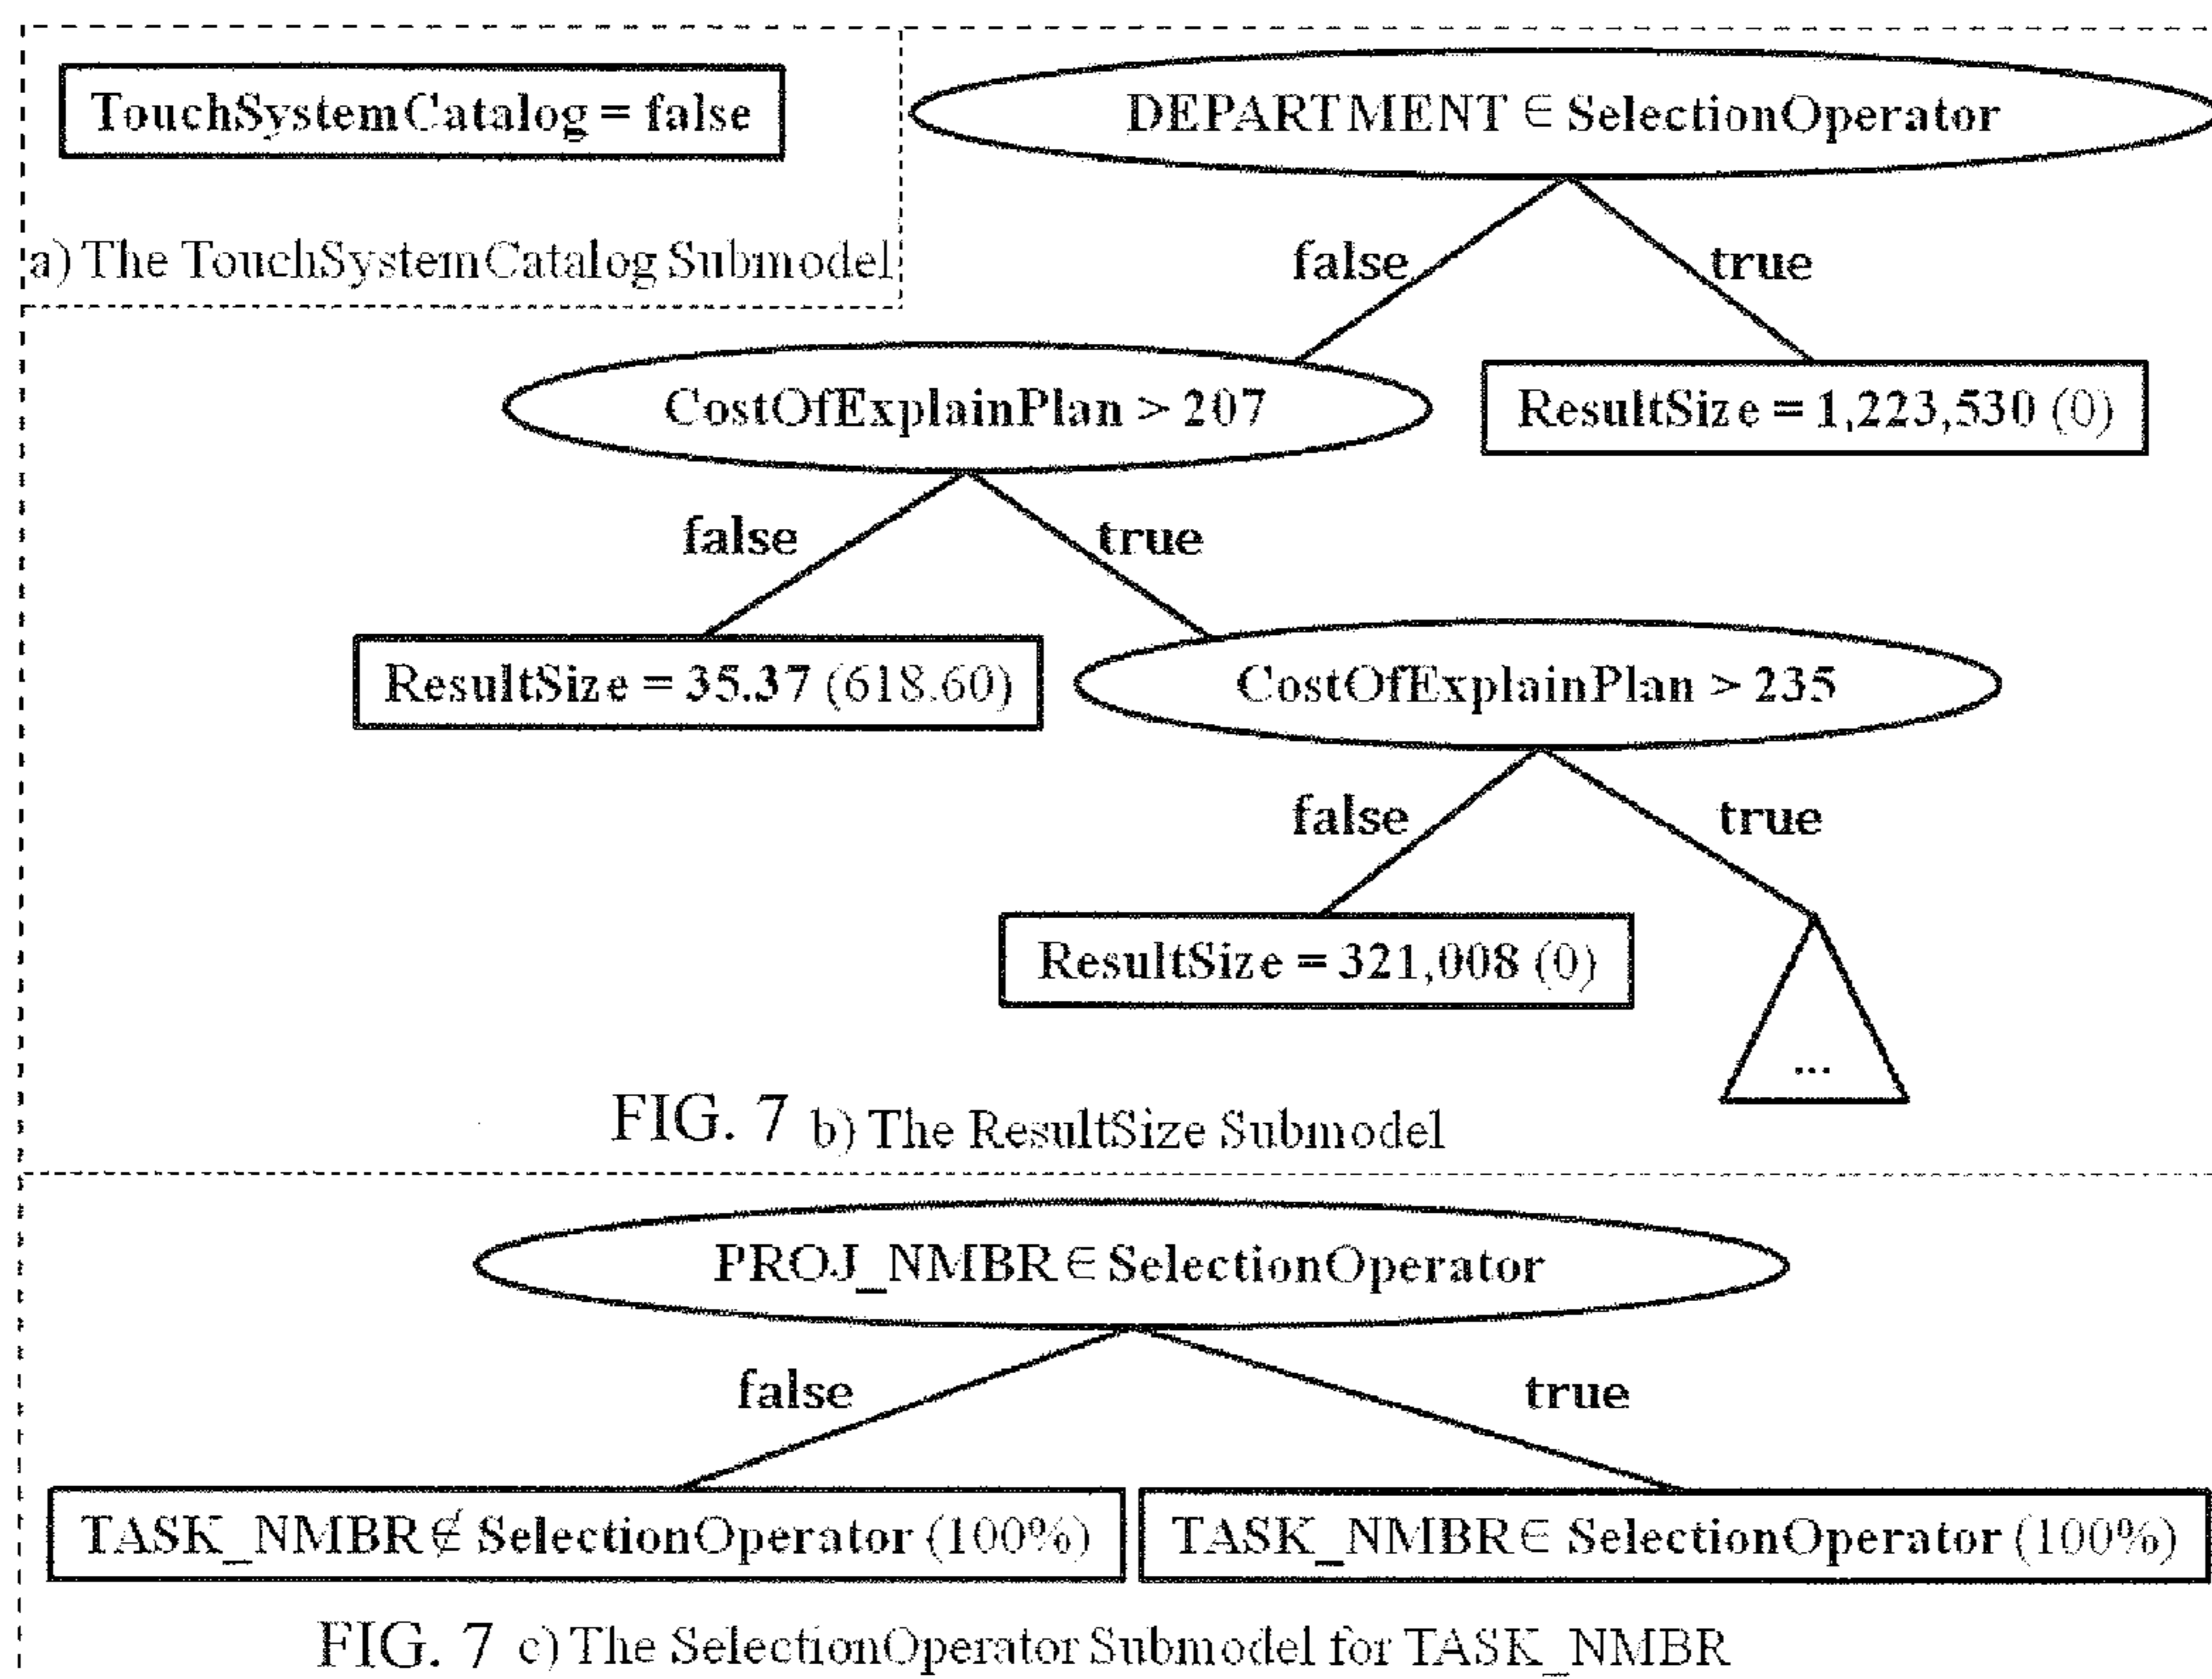 TouchSystemCatalog = false
a) The TouchSystemCatalog Submodel
DEPARTMENT ∈ SelectionOperator
false
true
CostOfExplainPlan > 207
ResultSize = 1,223,530 (0)
false
true
ResultSize = 35.37 (618.60)
CostOfExplainPlan > 235
false
true
ResultSize = 321,008 (0)
...
FIG. 7 b) The ResultSize Submodel
PROJ_NMBR ∈ SelectionOperator
false
true
TASK_NMBR ∉ SelectionOperator (100%)
TASK_NMBR ∈ SelectionOperator (100%)
FIG. 7 c) The SelectionOperator Submodel for TASK_NMBR